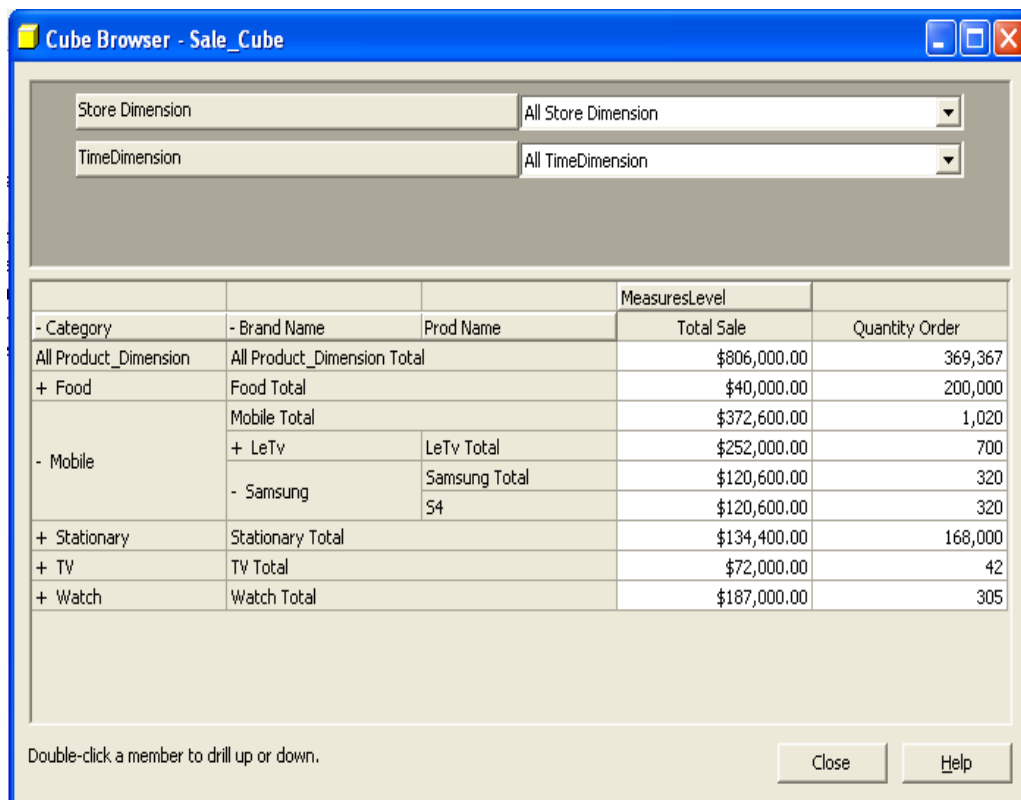 Cube Browser - Sale_Cube
Store Dimension All Store Dimension
TimeDimension All TimeDimension
MeasuresLevel
- Category - Brand Name Prod Name Total Sale Quantity Order
All Product_Dimension All Product_Dimension Total $806,000.00 369,367
+ Food Food Total $40,000.00 200,000
Mobile Total $372,600.00 1,020
- Mobile + LeTv LeTv Total $252,000.00 700
- Samsung Samsung Total $120,600.00 320
S4 $120,600.00 320
+ Stationary Stationary Total $134,400.00 168,000
+ TV TV Total $72,000.00 42
+ Watch Watch Total $187,000.00 305
Double-click a member to drill up or down.
Close Help